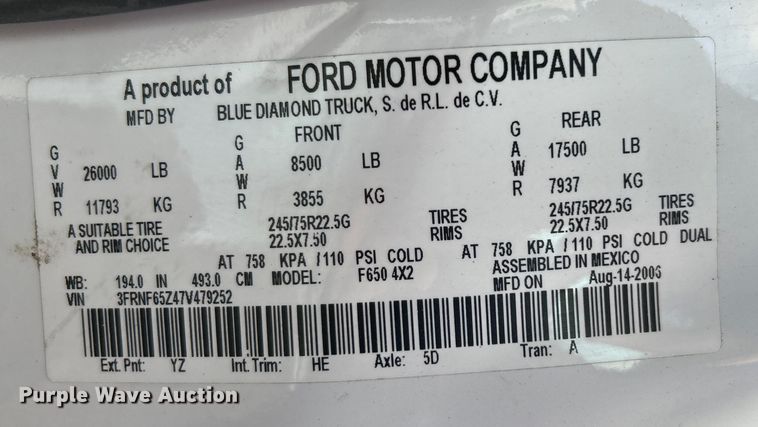 A product of FORD MOTOR COMPANY
MFD BY BLUE DIAMOND TRUCK, S. de R.L. de C.V.
FRONT REAR
GVWR 26000 LB GAWR 8500 LB GAWR 17500 LB
11793 KG 3855 KG 7937 KG
A SUITABLE TIRE 245/75R22.5G TIRES 245/75R22.5G
AND RIM CHOICE 22.5X7.50 RIMS 22.5X7.50
AT 758 KPA / 110 PSI COLD AT 758 KPA / 110 PSI COLD DUAL
WB: 194.0 IN 493.0 CM MODEL: F650 4X2 ASSEMBLED IN MEXICO
VIN 3FRNF65Z47V479252 MFD ON Aug-14-2006
Ext. Pnt: YZ Int. Trim: HE Axle: 5D Tran: A
Purple Wave Auction